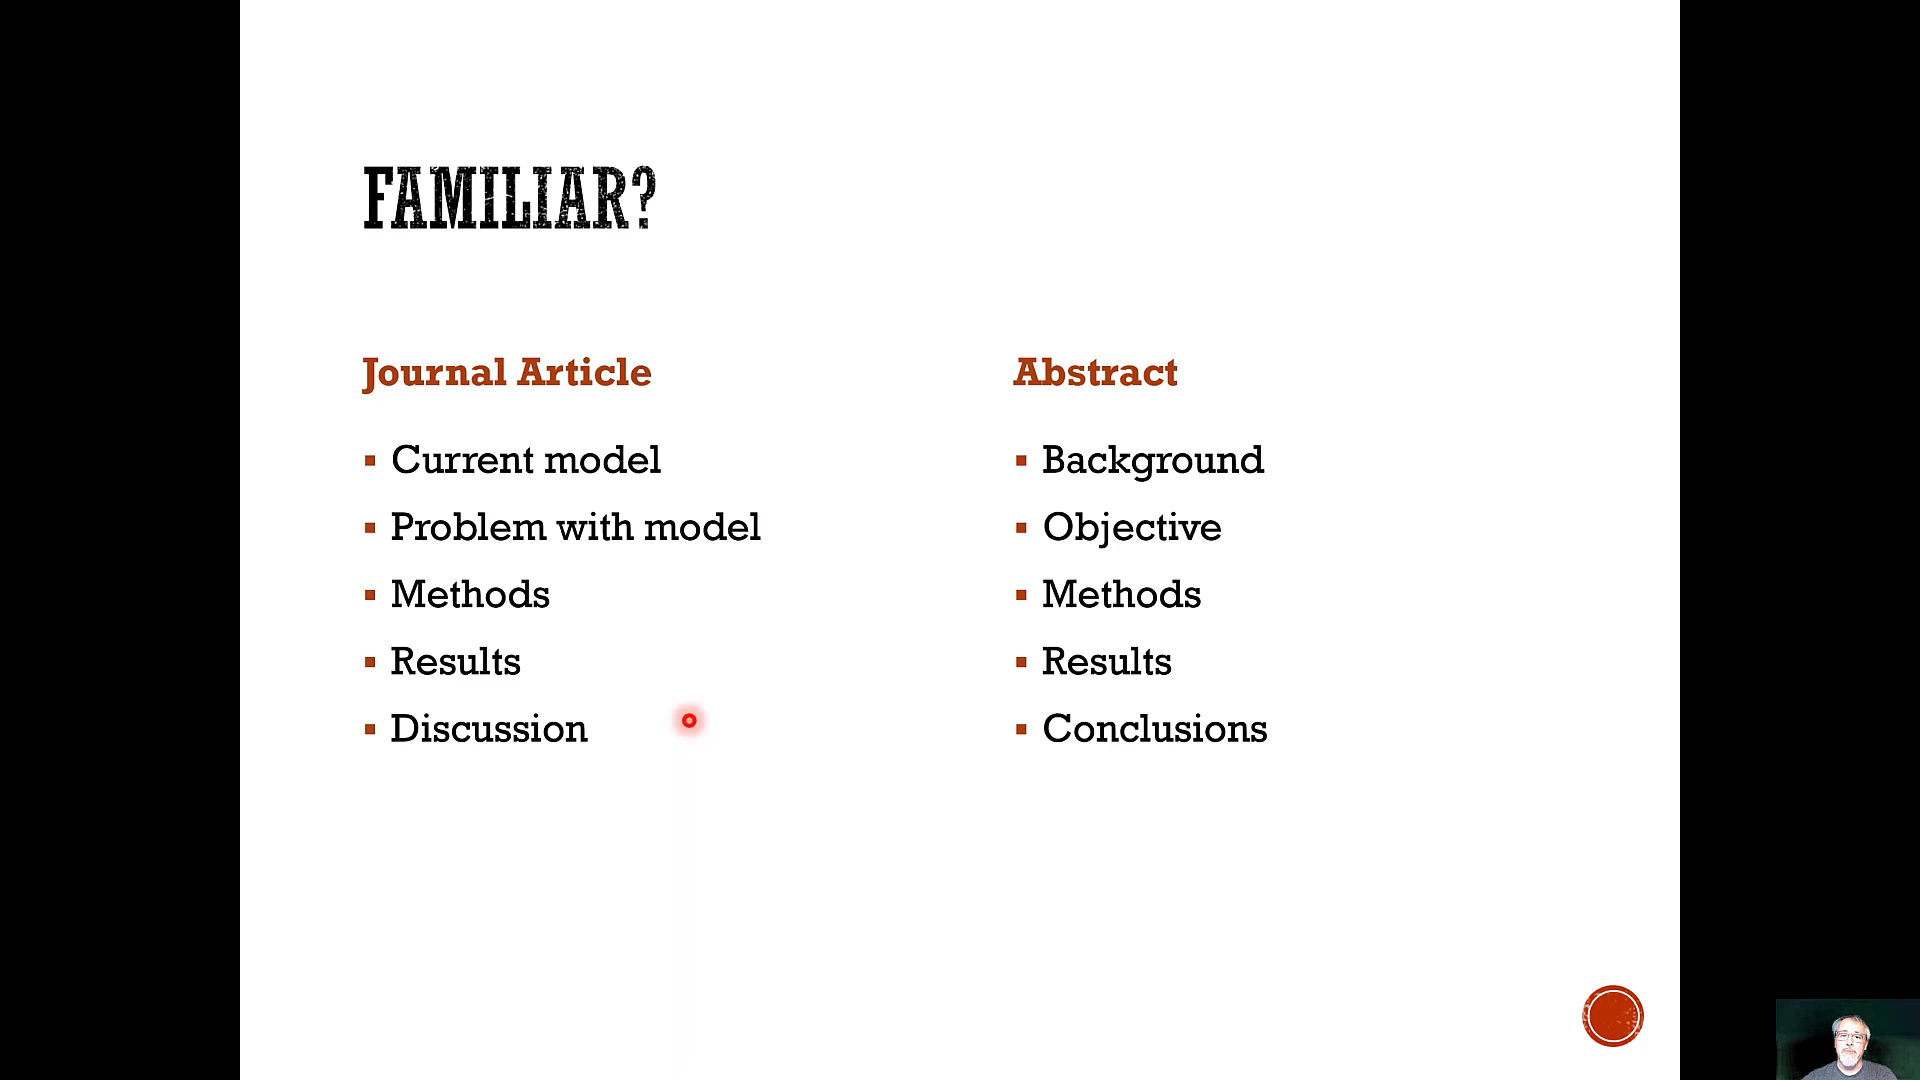 FAMILIAR?
Journal Article
Current model
Problem with model
Methods
Results
Discussion
Abstract
Background
Objective
Methods
Results
Conclusions